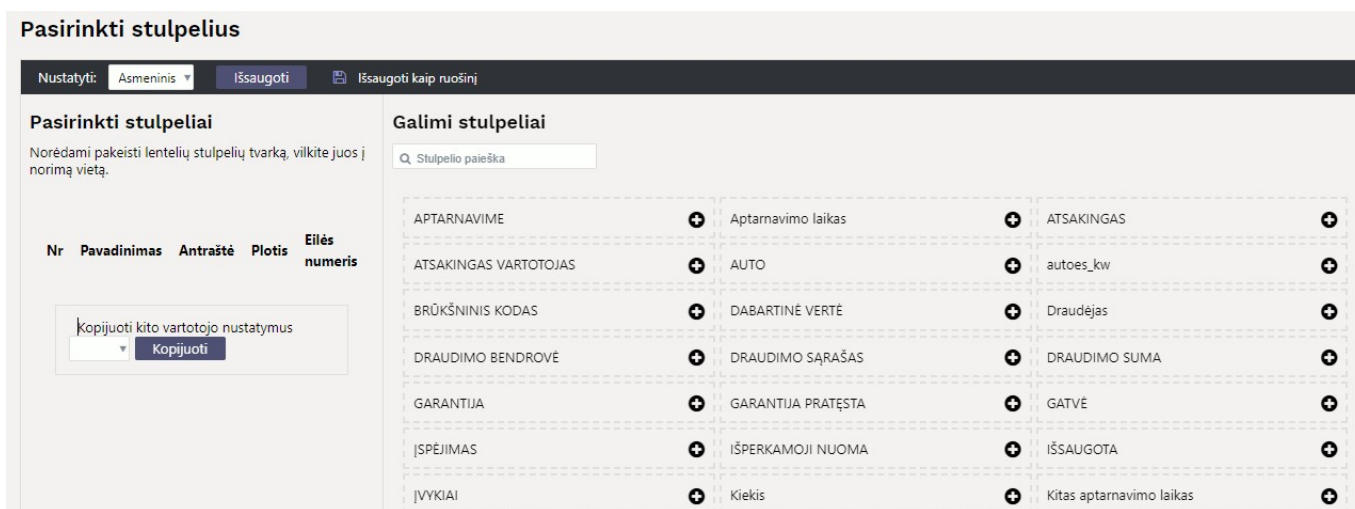 Pasirinkti stulpelius
Nustatyti: Asmeninis Išsaugoti Išsaugoti kaip ruošinį
Pasirinkti stulpeliai
Norėdami pakeisti lentelių stulpelių tvarką, vilkite juos į
norimą vietą.
Nr Pavadinimas Antraštė Plotis Eilės
numeris
Kopijuoti kito vartotojo nustatymus
Kopijuoti
Galimi stulpeliai
Stulpelio paieška
APTARNAVIME Aptarnavimo laikas ATSAKINGAS
ATSAKINGAS VARTOTOJAS AUTO autoes_kw
BRŪKŠNINIS KODAS DABARTINĖ VERTĖ Draudėjas
DRAUDIMO BENDROVĖ DRAUDIMO SĄRAŠAS DRAUDIMO SUMA
GARANTIJA GARANTIJA PRATĘSTA GATVĖ
ĮSPĖJIMAS IŠPERKAMOJI NUOMA IŠSAUGOTA
ĮVYKIAI Kiekis Kitas aptarnavimo laikas